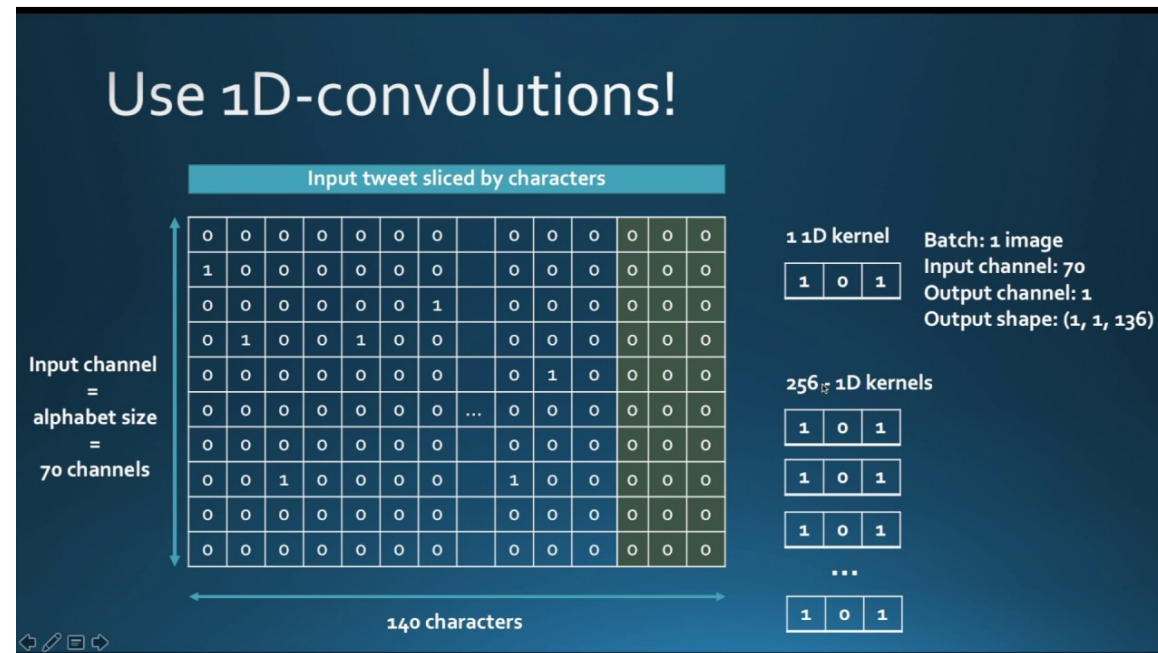 Use 1D-convolutions!
Input tweet sliced by characters
0 0 0 0 0 0 0 0 0 0 0 0 0
1 0 0 0 0 0 0 0 0 0 0 0 0
0 0 0 0 0 0 1 0 0 0 0 0 0
0 1 0 0 1 0 0 0 0 0 0 0 0
0 0 0 0 0 0 0 0 1 0 0 0 0
0 0 0 0 0 0 0 ... 0 0 0 0 0 0
0 0 0 0 0 0 0 0 0 0 0 0 0
0 0 1 0 0 0 0 1 0 0 0 0 0
0 0 0 0 0 0 0 0 0 0 0 0 0
0 0 0 0 0 0 0 0 0 0 0 0 0
Input channel
=
alphabet size
=
70 channels
140 characters
1 1D kernel
1 0 1
Batch: 1 image
Input channel: 70
Output channel: 1
Output shape: (1, 1, 136)
256 - 1D kernels
1 0 1
1 0 1
1 0 1
...
1 0 1